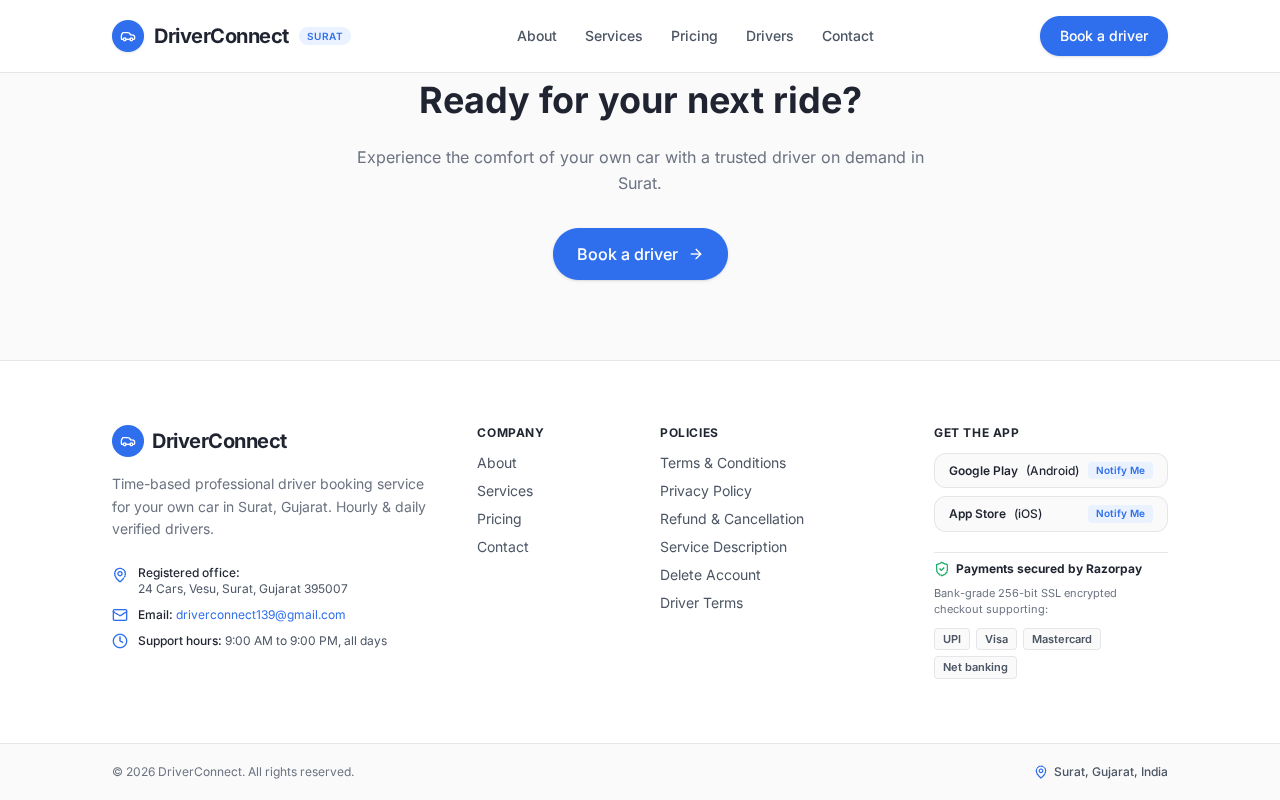 DriverConnect SURAT About Services Pricing Drivers Contact Book a driver
Ready for your next ride?
Experience the comfort of your own car with a trusted driver on demand in
Surat.
Book a driver
DriverConnect
Time-based professional driver booking service
for your own car in Surat, Gujarat. Hourly & daily
verified drivers.
Registered office:
24 Cars, Vesu, Surat, Gujarat 395007
Email: driverconnect139@gmail.com
Support hours: 9:00 AM to 9:00 PM, all days
COMPANY
About
Services
Pricing
Contact
POLICIES
Terms & Conditions
Privacy Policy
Refund & Cancellation
Service Description
Delete Account
Driver Terms
GET THE APP
Google Play (Android) Notify Me
App Store (iOS) Notify Me
Payments secured by Razorpay
Bank-grade 256-bit SSL encrypted
checkout supporting:
UPI Visa Mastercard
Net banking
© 2026 DriverConnect. All rights reserved.
Surat, Gujarat, India